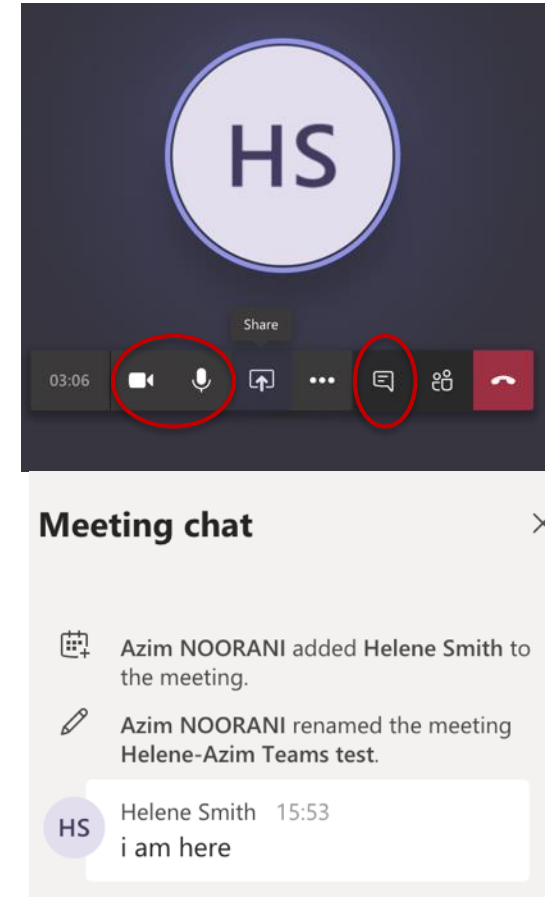 HS
Share
03:06
Meeting chat
Azim NOORANI added Helene Smith to
the meeting.
Azim NOORANI renamed the meeting
Helene-Azim Teams test.
HS
Helene Smith 15:53
i am here